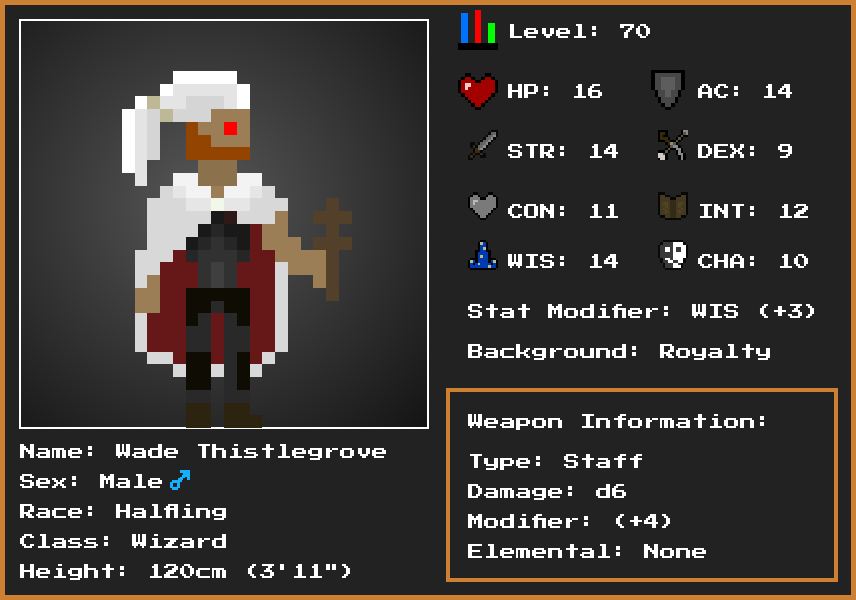 Level: 70
HP: 16 AC: 14
STR: 14 DEX: 9
CON: 11 INT: 12
WIS: 14 CHA: 10
Stat Modifier: WIS (+3)
Background: Royalty
Weapon Information:
Type: Staff
Damage: d6
Modifier: (+4)
Elemental: None
Name: Wade Thistlegrove
Sex: Male ♂
Race: Halfling
Class: Wizard
Height: 120cm (3'11")